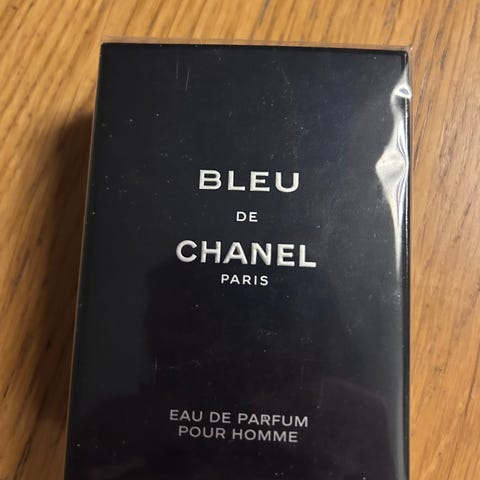 BLEU
DE
CHANEL
PARIS
EAU DE PARFUM
POUR HOMME